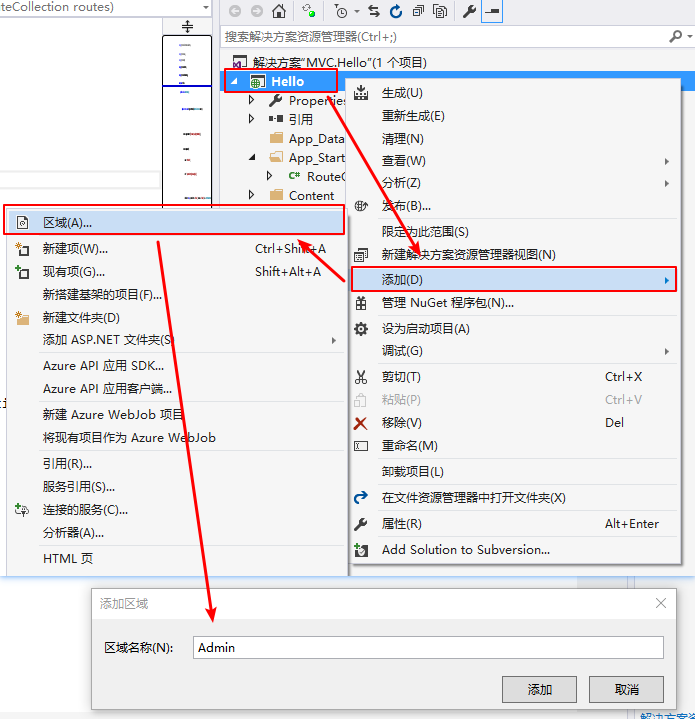 teCollection routes)
搜索解决方案资源管理器(Ctrl+;)
解决方案"MVC.Hello"(1 个项目)
Hello
Properties
引用
App_Data
App_Start
C# RouteC
Content
生成(U)
重新生成(E)
清理(N)
查看(W)
分析(Z)
发布(B)...
限定为此范围(S)
新建解决方案资源管理器视图(N)
添加(D)
管理 NuGet 程序包(N)...
设为启动项目(A)
调试(G)
剪切(T) Ctrl+X
粘贴(P) Ctrl+V
移除(V) Del
重命名(M)
卸载项目(L)
在文件资源管理器中打开文件夹(X)
属性(R) Alt+Enter
Add Solution to Subversion...
区域(A)...
新建项(W)... Ctrl+Shift+A
现有项(G)... Shift+Alt+A
新搭建基架的项目(F)...
新建文件夹(D)
添加 ASP.NET 文件夹(S)
Azure API 应用 SDK...
Azure API 应用客户端...
新建 Azure WebJob 项目
将现有项目作为 Azure WebJob
引用(R)...
服务引用(S)...
连接的服务(C)...
分析器(A)...
HTML 页
添加区域
区域名称(N): Admin
添加 取消